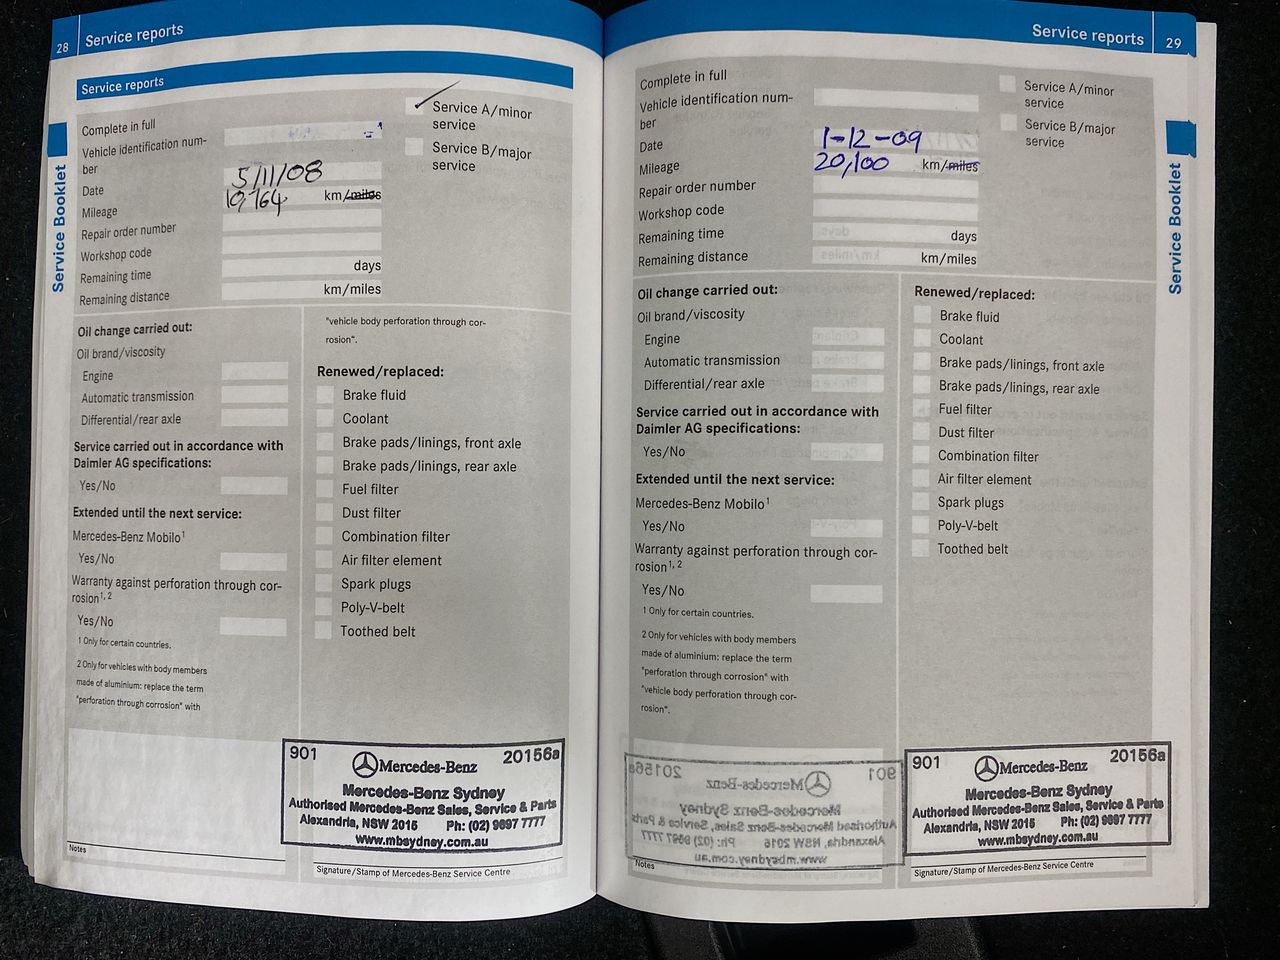 28 Service reports
Service reports
Complete in full
Vehicle identification num-
ber
Date 5/11/08
Mileage 10,764 km/miles
Repair order number
Workshop code
Remaining time days
Remaining distance km/miles
Service A/minor
service
Service B/major
service
Service Booklet
Oil change carried out:
Oil brand/viscosity
Engine
Automatic transmission
Differential/rear axle
Service carried out in accordance with
Daimler AG specifications:
Yes/No
Extended until the next service:
Mercedes-Benz Mobilo1
Yes/No
Warranty against perforation through cor-
rosion1, 2
Yes/No
1 Only for certain countries.
2 Only for vehicles with body members
made of aluminium: replace the term
"perforation through corrosion" with
"vehicle body perforation through cor-
rosion".
Renewed/replaced:
Brake fluid
Coolant
Brake pads/linings, front axle
Brake pads/linings, rear axle
Fuel filter
Dust filter
Combination filter
Air filter element
Spark plugs
Poly-V-belt
Toothed belt
901 20156a
Mercedes-Benz
Mercedes-Benz Sydney
Authorised Mercedes-Benz Sales, Service & Parts
Alexandria, NSW 2015 Ph: (02) 9697 7777
www.mbsydney.com.au
Notes
Signature/Stamp of Mercedes-Benz Service Centre
Service reports 29
Complete in full
Vehicle identification num-
ber
Date 1-12-09
Mileage 20,100 km/miles
Repair order number
Workshop code
Remaining time days
Remaining distance km/miles
Service A/minor
service
Service B/major
service
Service Booklet
Oil change carried out:
Oil brand/viscosity
Engine
Automatic transmission
Differential/rear axle
Service carried out in accordance with
Daimler AG specifications:
Yes/No
Extended until the next service:
Mercedes-Benz Mobilo1
Yes/No
Warranty against perforation through cor-
rosion1, 2
Yes/No
1 Only for certain countries.
2 Only for vehicles with body members
made of aluminium: replace the term
"perforation through corrosion" with
"vehicle body perforation through cor-
rosion".
Renewed/replaced:
Brake fluid
Coolant
Brake pads/linings, front axle
Brake pads/linings, rear axle
Fuel filter
Dust filter
Combination filter
Air filter element
Spark plugs
Poly-V-belt
Toothed belt
901 20156a
Mercedes-Benz
Mercedes-Benz Sydney
Authorised Mercedes-Benz Sales, Service & Parts
Alexandria, NSW 2015 Ph: (02) 9697 7777
www.mbsydney.com.au
Notes
Signature/Stamp of Mercedes-Benz Service Centre